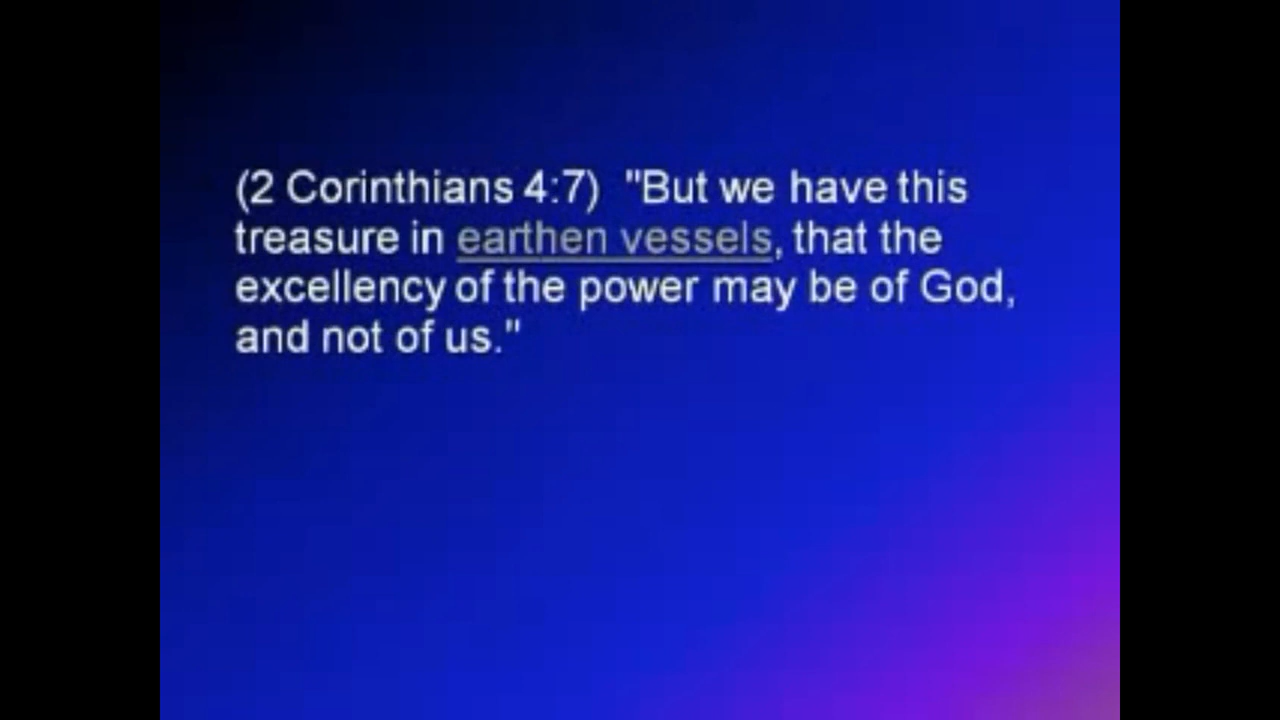 (2 Corinthians 4:7)  "But we have this
treasure in earthen vessels, that the
excellency of the power may be of God,
and not of us."